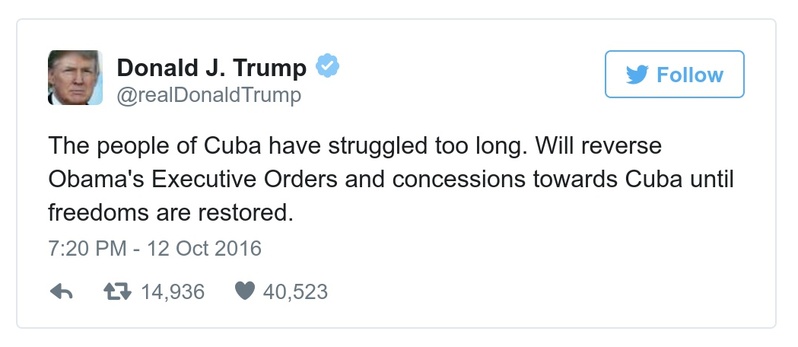 Donald J. Trump
@realDonaldTrump
Follow
The people of Cuba have struggled too long. Will reverse
Obama's Executive Orders and concessions towards Cuba until
freedoms are restored.
7:20 PM - 12 Oct 2016
14,936 40,523